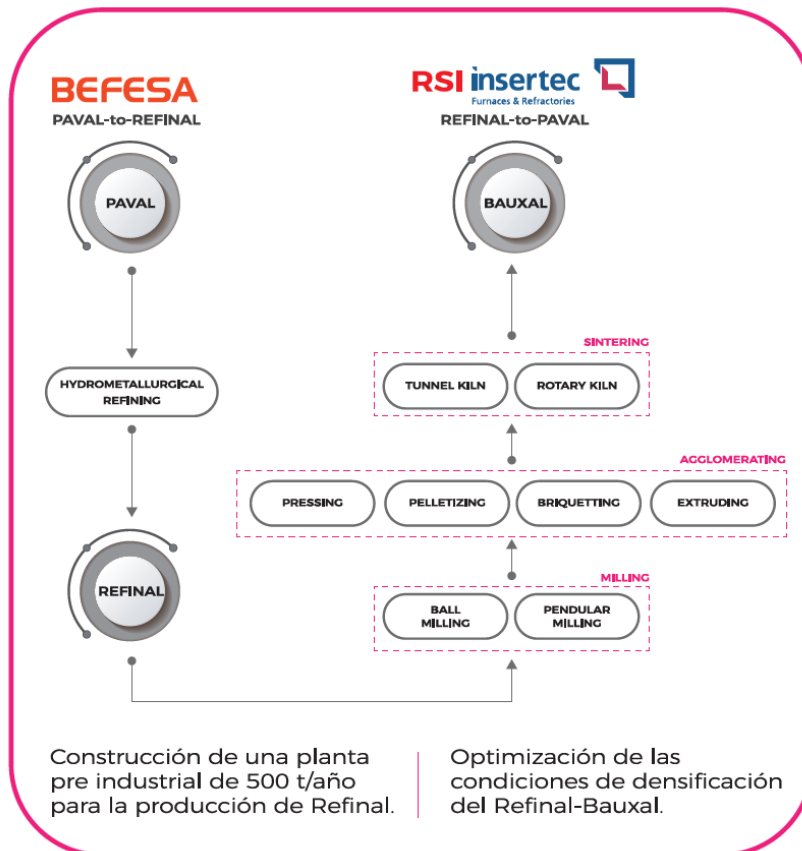 BEFESA
PAVAL-to-REFINAL
PAVAL
HYDROMETALLURGICAL
REFINING
REFINAL
RSI insertec
Furnaces & Refractories
REFINAL-to-PAVAL
BAUXAL
SINTERING
TUNNEL KILN
ROTARY KILN
AGGLOMERATING
PRESSING
PELLETIZING
BRIQUETTING
EXTRUDING
MILLING
BALL
MILLING
PENDULAR
MILLING
Construcción de una planta
pre industrial de 500 t/año
para la producción de Refinal.
Optimización de las
condiciones de densificación
del Refinal-Bauxal.